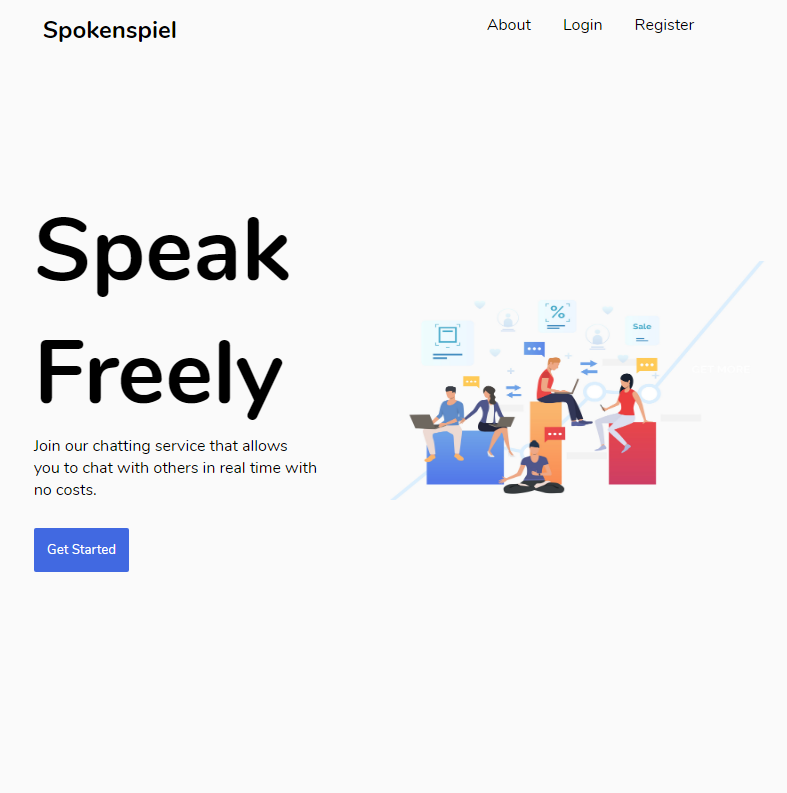 Spokenspiel
About Login Register
Speak
Freely
%
Sale
Join our chatting service that allows
you to chat with others in real time with
no costs.
Get Started